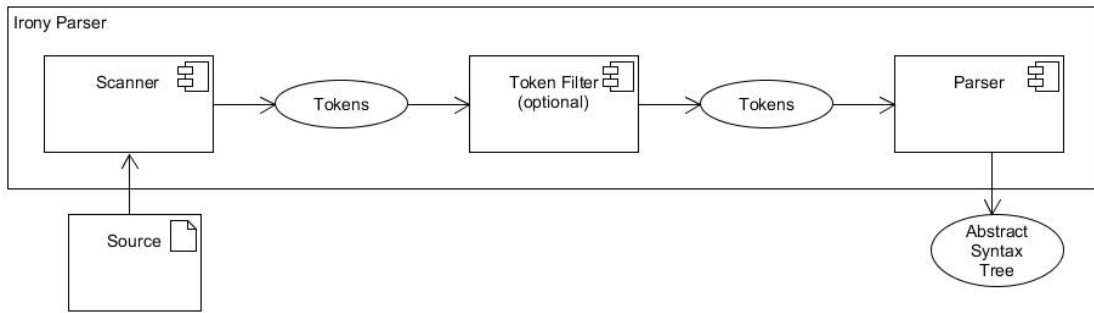 Irony Parser
Scanner
Tokens
Token Filter
(optional)
Tokens
Parser
Source
Abstract
Syntax
Tree